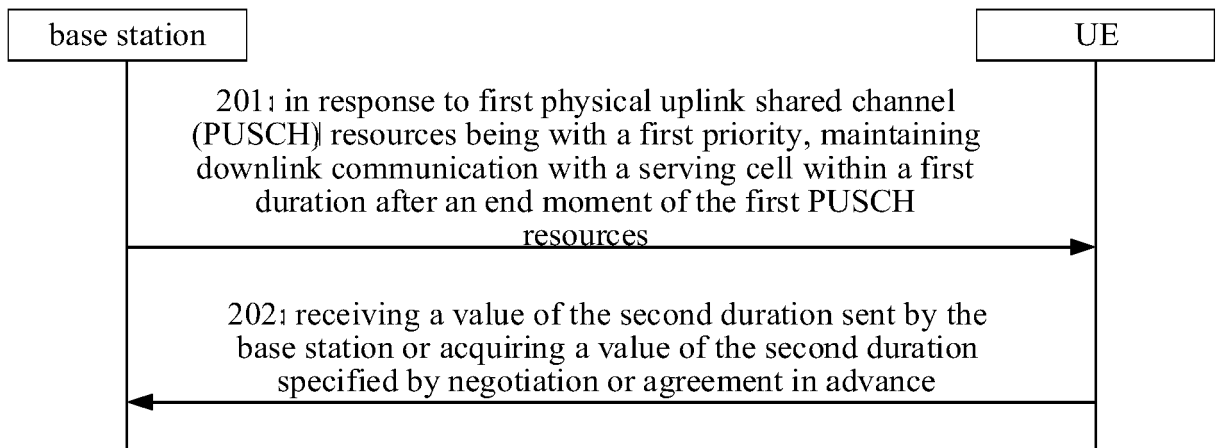 base station
UE
201: in response to first physical uplink shared channel
(PUSCH) resources being with a first priority, maintaining
downlink communication with a serving cell within a first
duration after an end moment of the first PUSCH
resources
202: receiving a value of the second duration sent by the
base station or acquiring a value of the second duration
specified by negotiation or agreement in advance